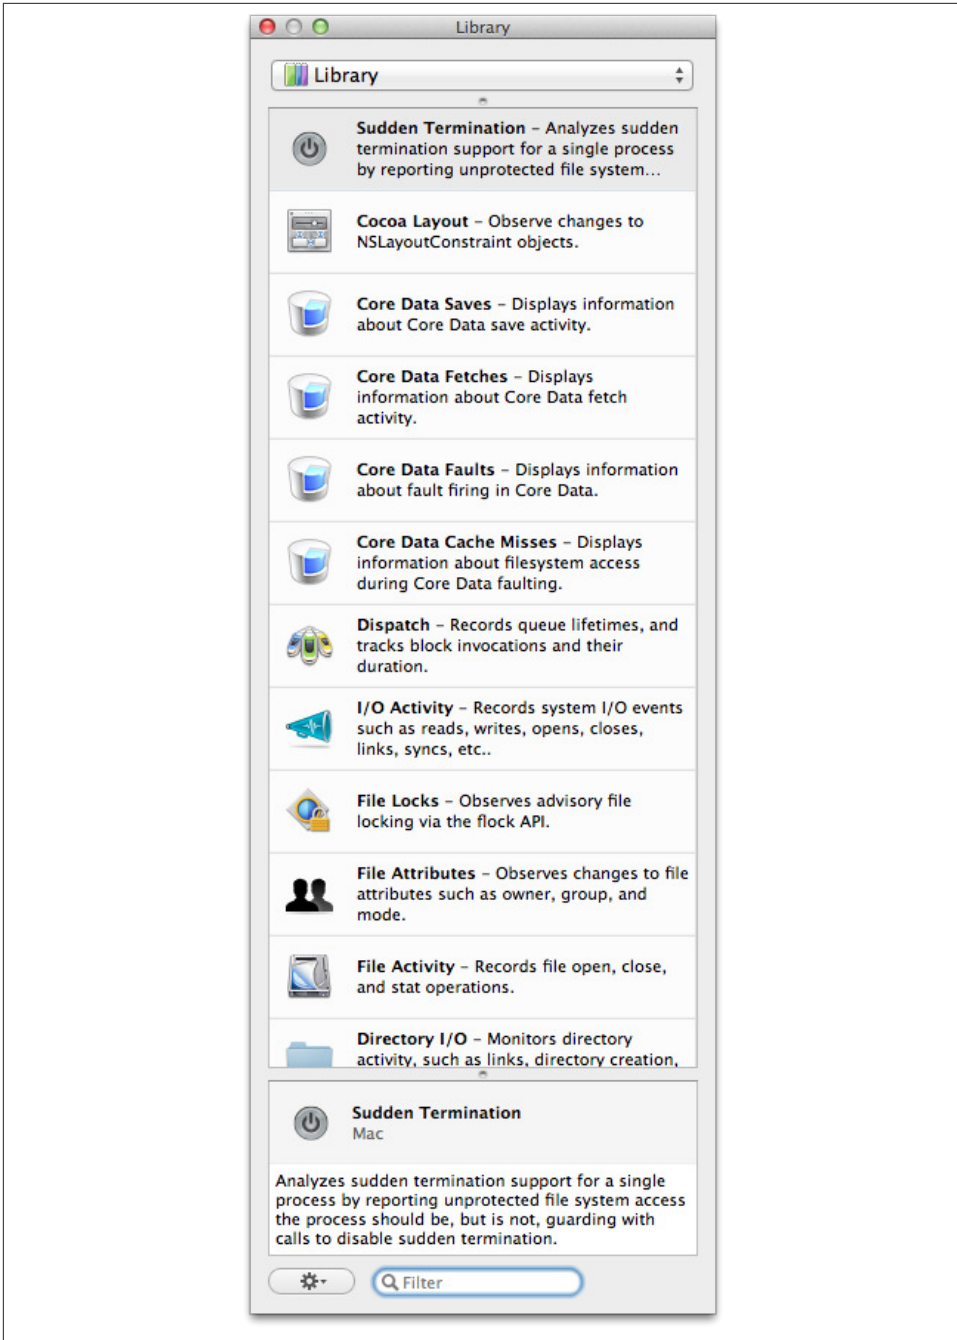 Library
Library
Sudden Termination – Analyzes sudden
termination support for a single process
by reporting unprotected file system...
Cocoa Layout – Observe changes to
NSLayoutConstraint objects.
Core Data Saves – Displays information
about Core Data save activity.
Core Data Fetches – Displays
information about Core Data fetch
activity.
Core Data Faults – Displays information
about fault firing in Core Data.
Core Data Cache Misses – Displays
information about filesystem access
during Core Data faulting.
Dispatch – Records queue lifetimes, and
tracks block invocations and their
duration.
I/O Activity – Records system I/O events
such as reads, writes, opens, closes,
links, syncs, etc..
File Locks – Observes advisory file
locking via the flock API.
File Attributes – Observes changes to file
attributes such as owner, group, and
mode.
File Activity – Records file open, close,
and stat operations.
Directory I/O – Monitors directory
activity, such as links, directory creation,
Sudden Termination
Mac
Analyzes sudden termination support for a single
process by reporting unprotected file system access
the process should be, but is not, guarding with
calls to disable sudden termination.
Filter